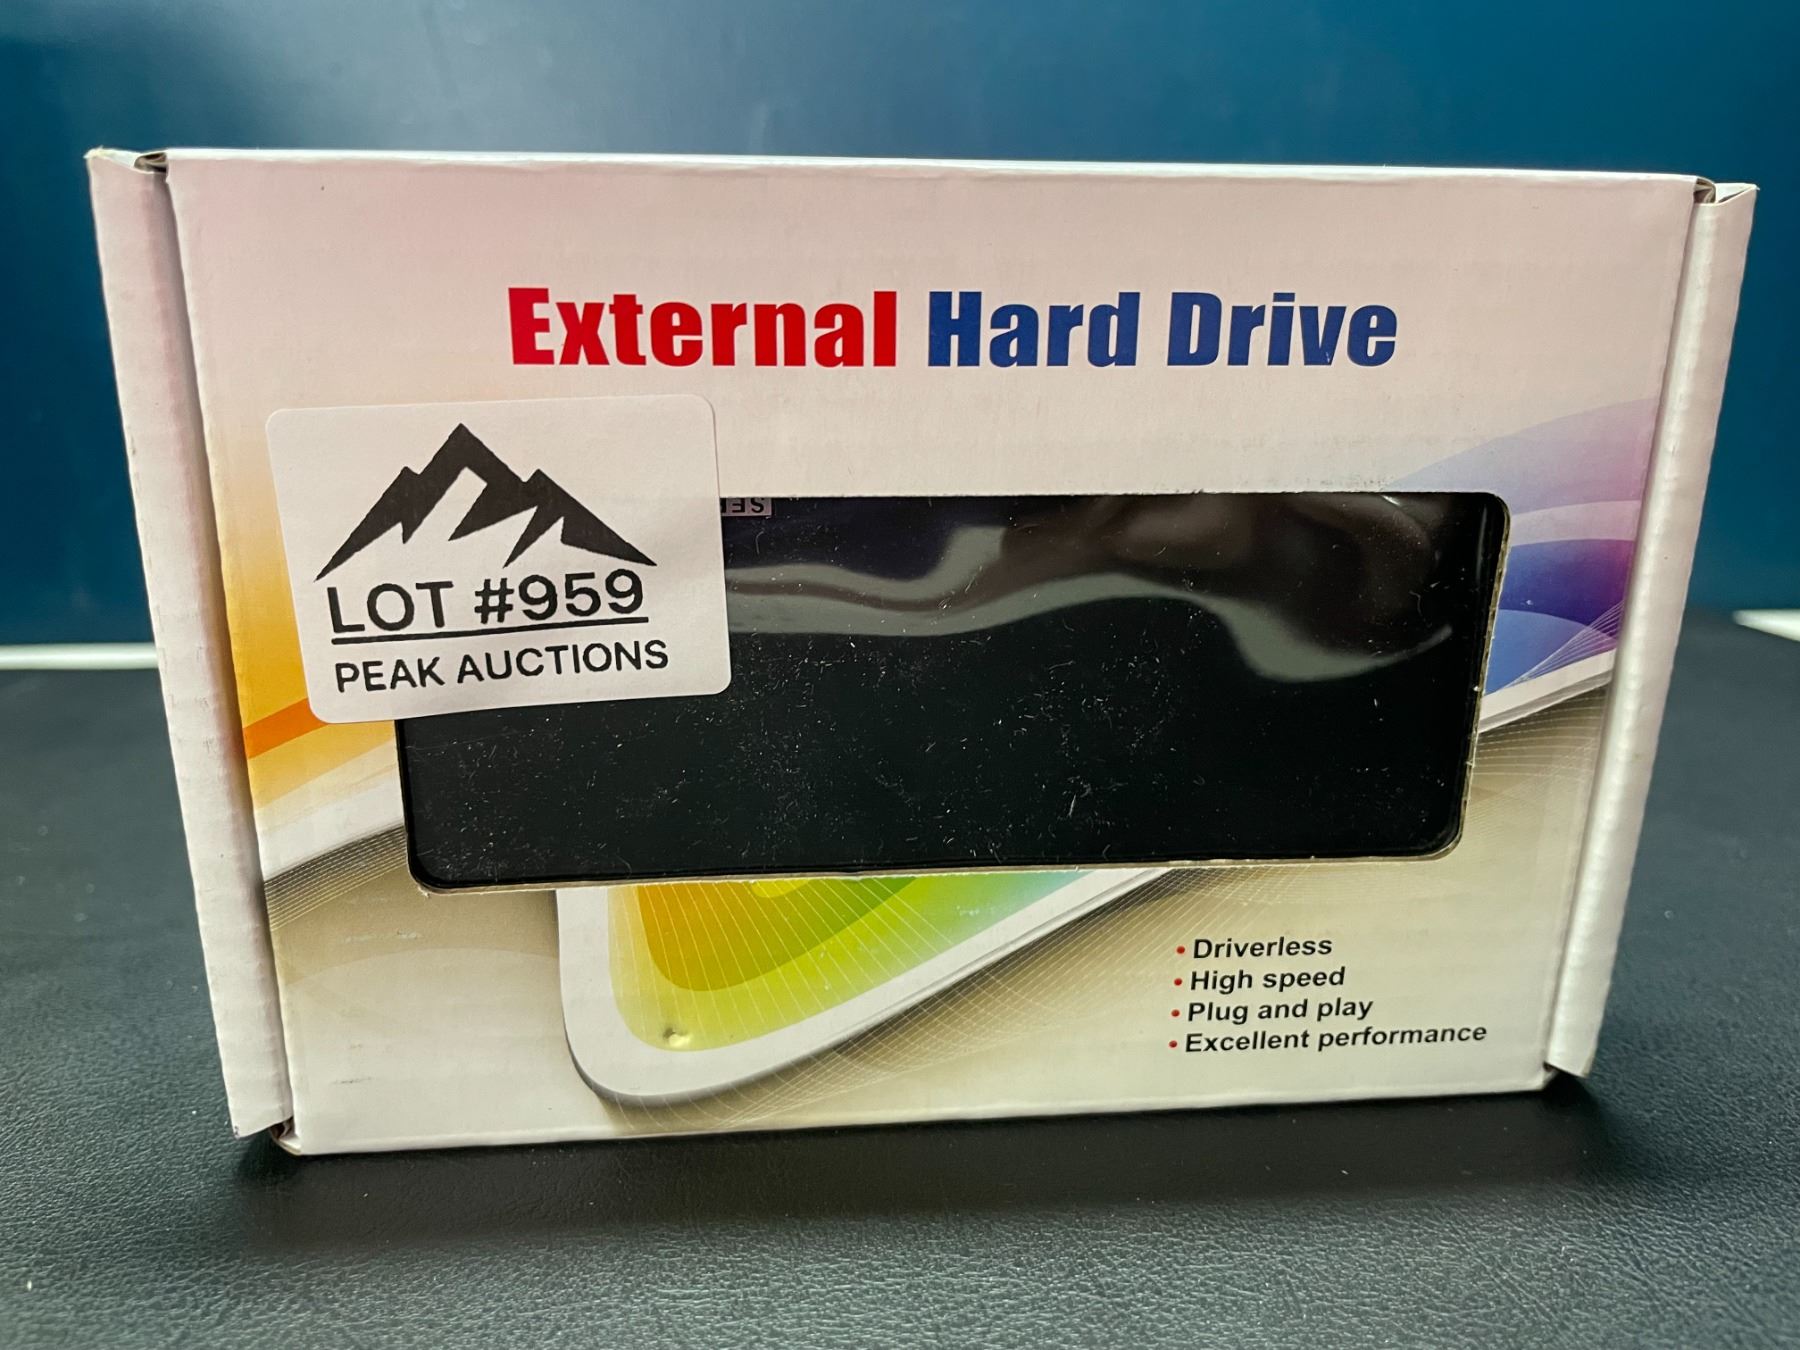 External Hard Drive
LOT #959
PEAK AUCTIONS
• Driverless
• High speed
• Plug and play
• Excellent performance